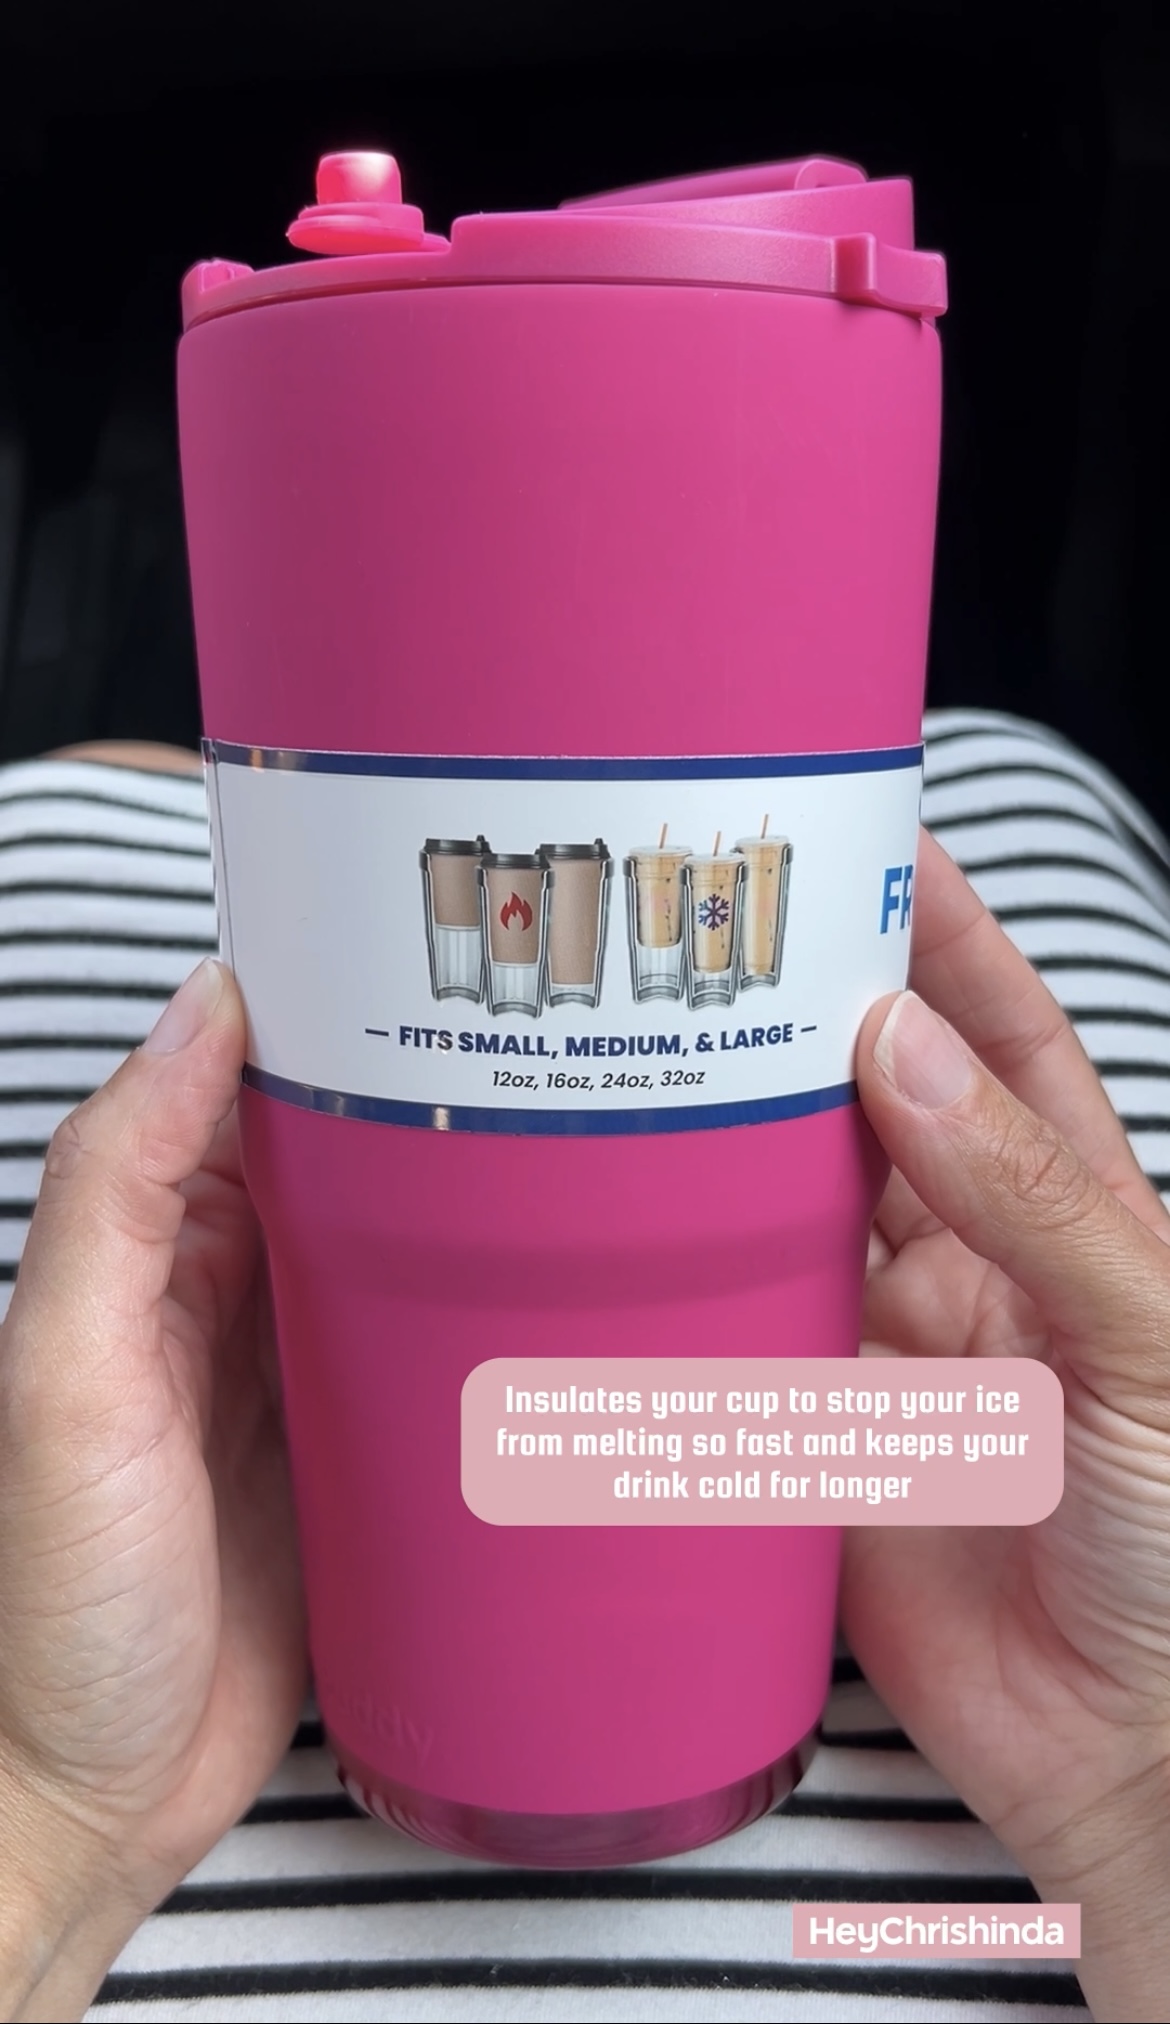 FR
FITS SMALL, MEDIUM, & LARGE
12oz, 16oz, 24oz, 32oz
Insulates your cup to stop your ice
from melting so fast and keeps your
drink cold for longer
HeyChrishinda